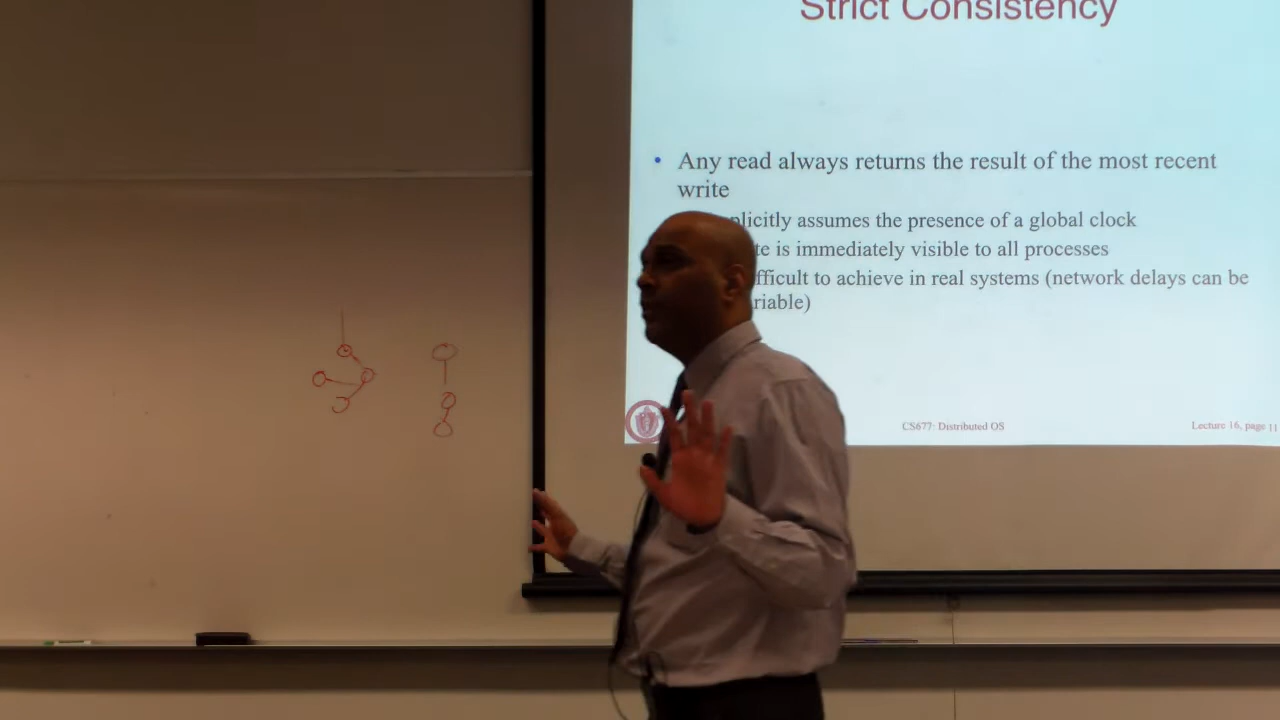 Strict Consistency
• Any read always returns the result of the most recent
write
plicitly assumes the presence of a global clock
te is immediately visible to all processes
fficult to achieve in real systems (network delays can be
riable)
CS677: Distributed OS
Lecture 16, page 11